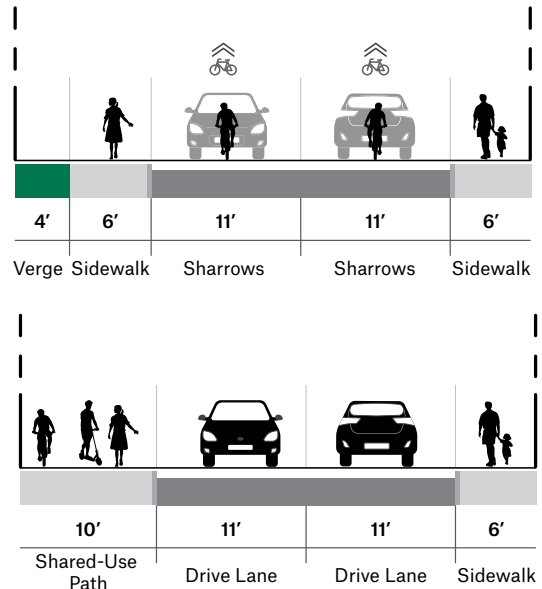 4′ 6′ 11′ 11′ 6′
Verge Sidewalk Sharrows Sharrows Sidewalk
10′ 11′ 11′ 6′
Shared-Use
Path Drive Lane Drive Lane Sidewalk